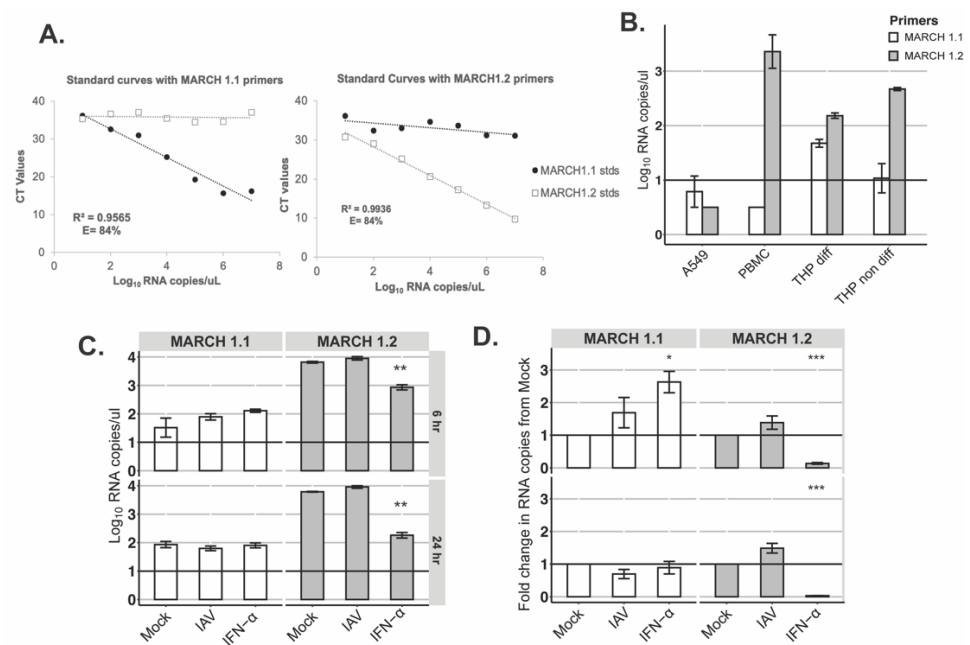 A.
Standard curves with MARCH 1.1 primers
40
30
20
10
0
CT Values
R² = 0.9565
E= 84%
0 2 4 6 8
Log₁₀ RNA copies/uL
Standard Curves with MARCH1.2 primers
40
30
20
10
0
CT values
R² = 0.9936
E= 84%
0 2 4 6 8
Log₁₀ RNA copies/uL
MARCH1.1 stds
MARCH1.2 stds
B.
Primers
MARCH 1.1
MARCH 1.2
Log₁₀ RNA copies/ul
3
2
1
0
A549
PBMC
THP diff
THP non diff
C.
MARCH 1.1
MARCH 1.2
Log₁₀ RNA copies/ul
4
3
2
1
0
**
6 hr
4
3
2
1
0
**
24 hr
Mock
IAV
IFN−α
Mock
IAV
IFN−α
D.
MARCH 1.1
MARCH 1.2
Fold change in RNA copies from Mock
3
2
1
0
*
***
3
2
1
0
***
Mock
IAV
IFN−α
Mock
IAV
IFN−α